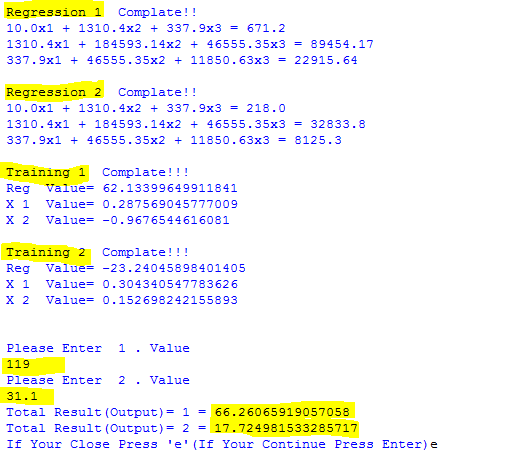 Regression 1  Complate!!
10.0x1 + 1310.4x2 + 337.9x3 = 671.2
1310.4x1 + 184593.14x2 + 46555.35x3 = 89454.17
337.9x1 + 46555.35x2 + 11850.63x3 = 22915.64
Regression 2  Complate!!
10.0x1 + 1310.4x2 + 337.9x3 = 218.0
1310.4x1 + 184593.14x2 + 46555.35x3 = 32833.8
337.9x1 + 46555.35x2 + 11850.63x3 = 8125.3
Training 1  Complate!!!
Reg  Value= 62.13399649911841
X 1  Value= 0.287569045777009
X 2  Value= -0.9676544616081
Training 2  Complate!!!
Reg  Value= -23.24045898401405
X 1  Value= 0.304340547783626
X 2  Value= 0.152698242155893
Please Enter  1 . Value
119
Please Enter  2 . Value
31.1
Total Result(Output)= 1 = 66.26065919057058
Total Result(Output)= 2 = 17.724981533285717
If Your Close Press 'e'(If Your Continue Press Enter)e